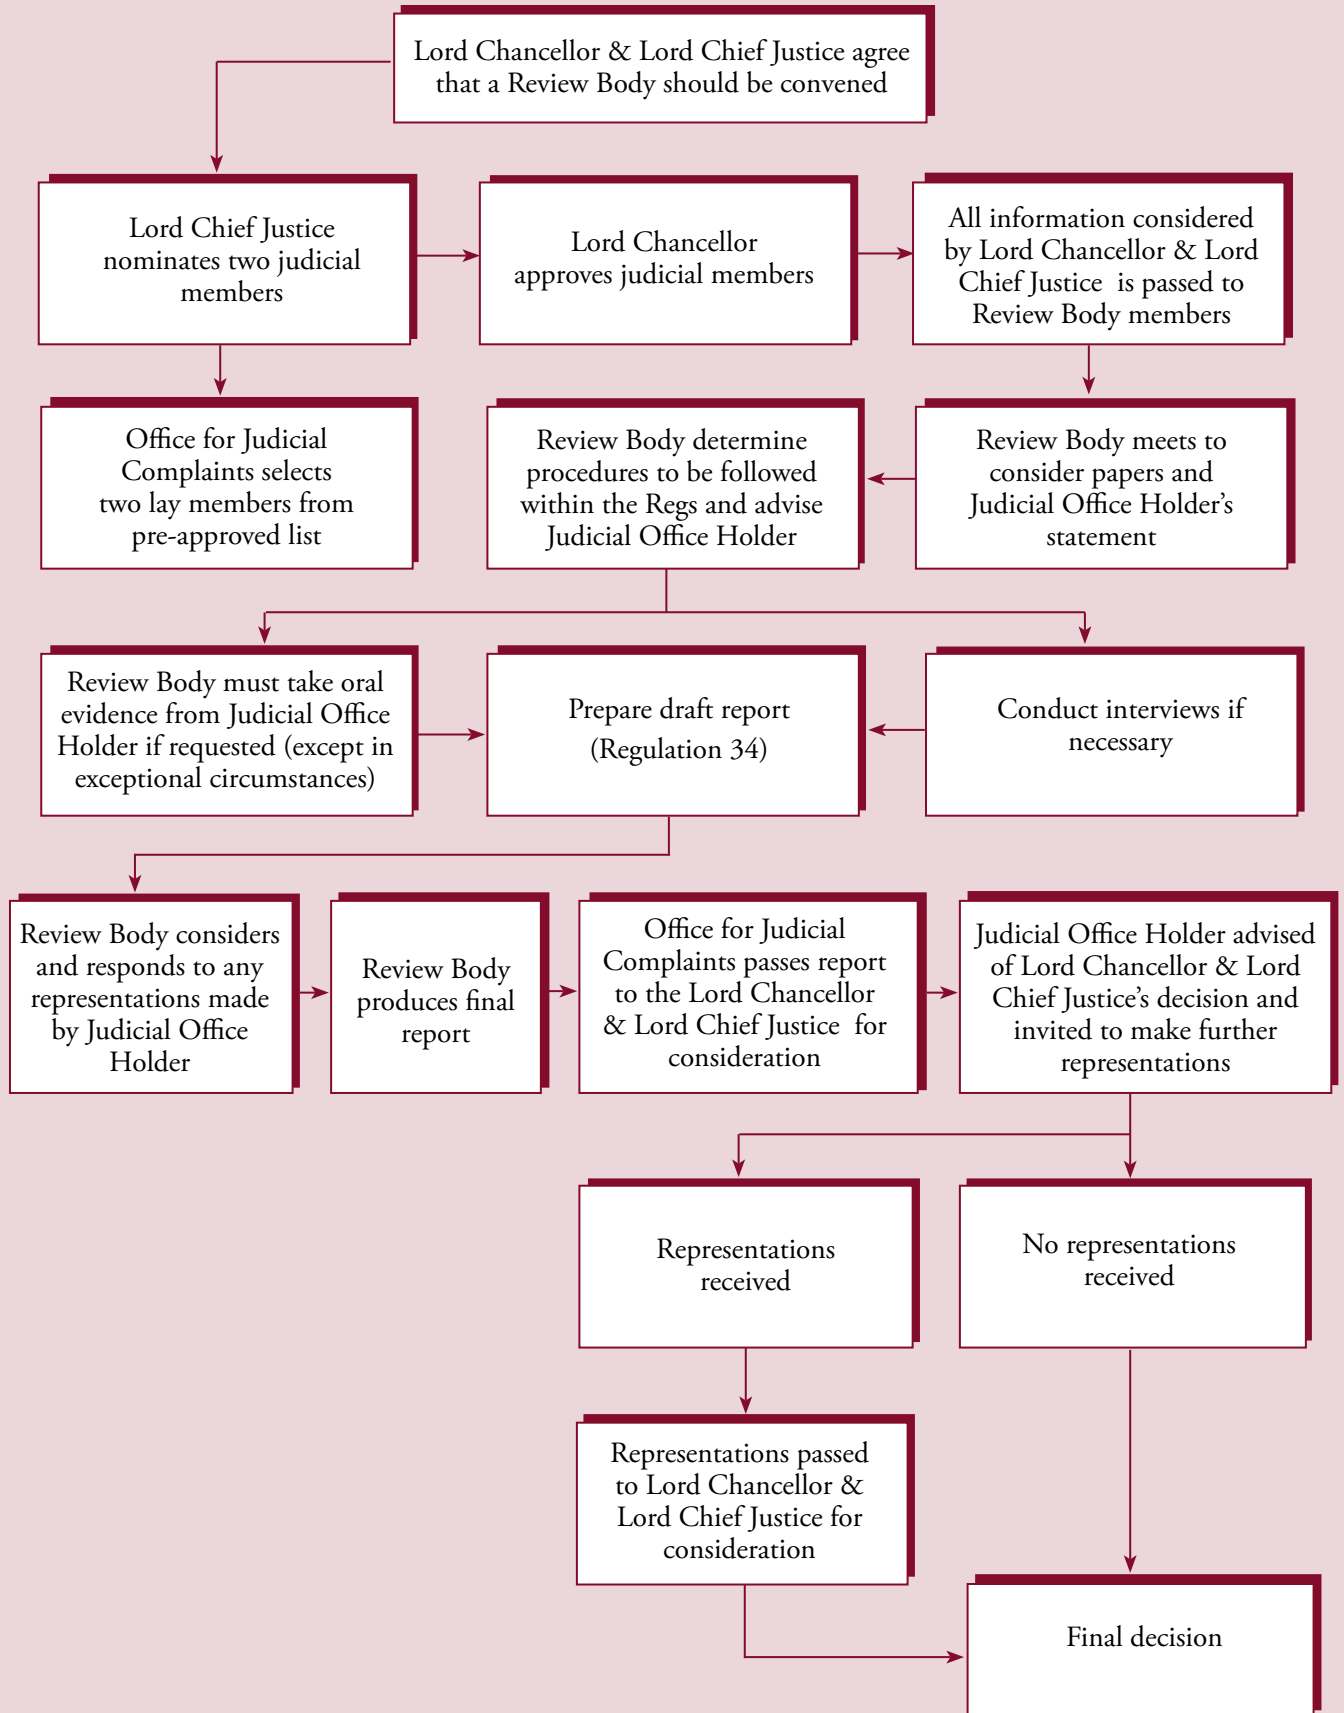 Lord Chancellor & Lord Chief Justice agree
that a Review Body should be convened
Lord Chief Justice
nominates two judicial
members
Lord Chancellor
approves judicial members
All information considered
by Lord Chancellor & Lord
Chief Justice is passed to
Review Body members
Office for Judicial
Complaints selects
two lay members from
pre-approved list
Review Body determine
procedures to be followed
within the Regs and advise
Judicial Office Holder
Review Body meets to
consider papers and
Judicial Office Holder’s
statement
Review Body must take oral
evidence from Judicial Office
Holder if requested (except in
exceptional circumstances)
Prepare draft report
(Regulation 34)
Conduct interviews if
necessary
Review Body considers
and responds to any
representations made
by Judicial Office
Holder
Review Body
produces final
report
Office for Judicial
Complaints passes report
to the Lord Chancellor
& Lord Chief Justice for
consideration
Judicial Office Holder advised
of Lord Chancellor & Lord
Chief Justice’s decision and
invited to make further
representations
Representations
received
No representations
received
Representations passed
to Lord Chancellor &
Lord Chief Justice for
consideration
Final decision